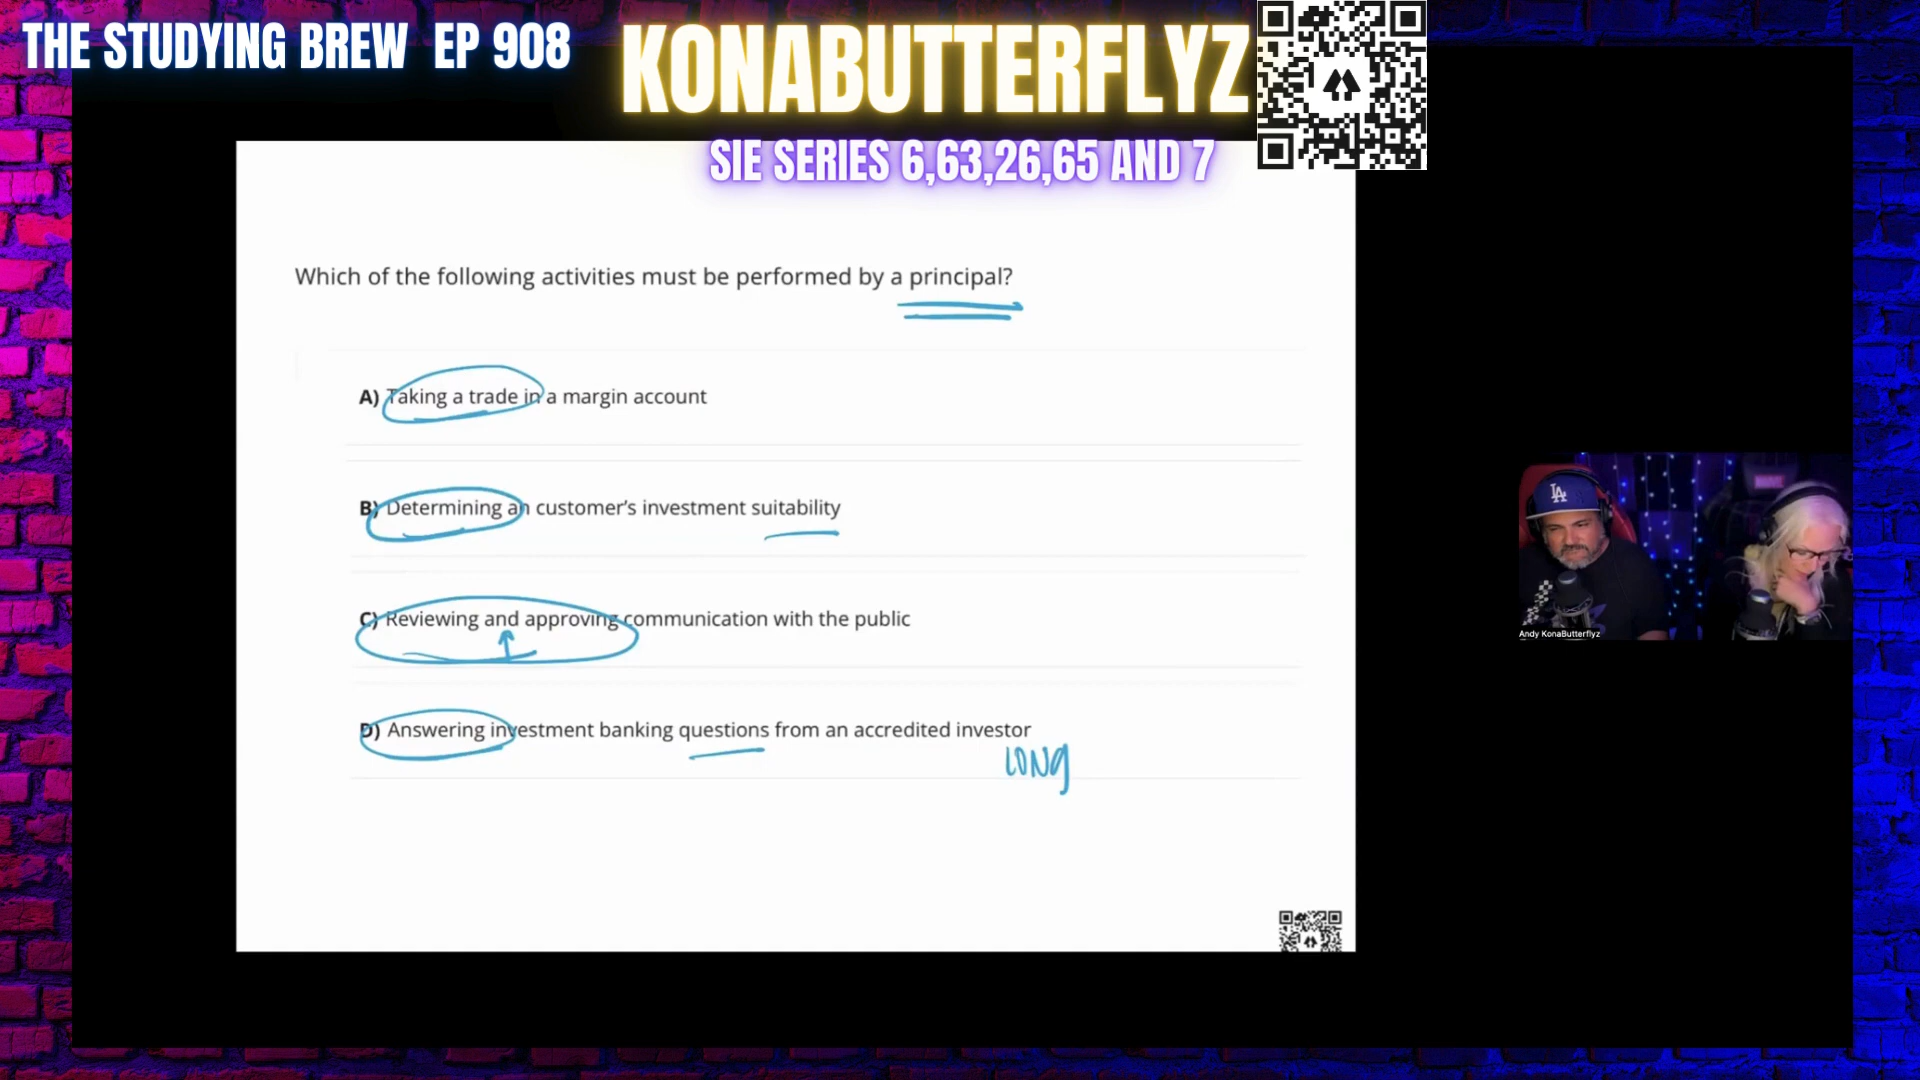 THE STUDYING BREW EP 908
KONABUTTERFLYZ
SIE SERIES 6,63,26,65 AND 7
Which of the following activities must be performed by a principal?
A) Taking a trade in a margin account
B) Determining an customer's investment suitability
C) Reviewing and approving communication with the public
D) Answering investment banking questions from an accredited investor
LONG
LA
Andy KonaButterflyz